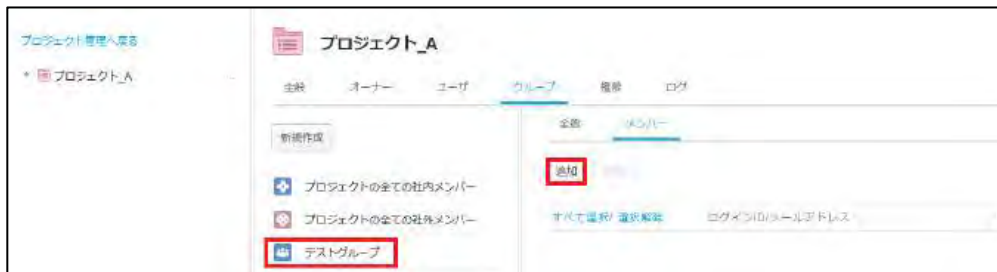 プロジェクト管理へ戻る
プロジェクト_A
プロジェクト_A
全般 オーナー ユーザ グループ 権限 ログ
新規作成
プロジェクトの全ての社内メンバー
プロジェクトの全ての社外メンバー
テストグループ
全般 メンバー
追加
すべて選択/ 選択解除 ログインID/メールアドレス